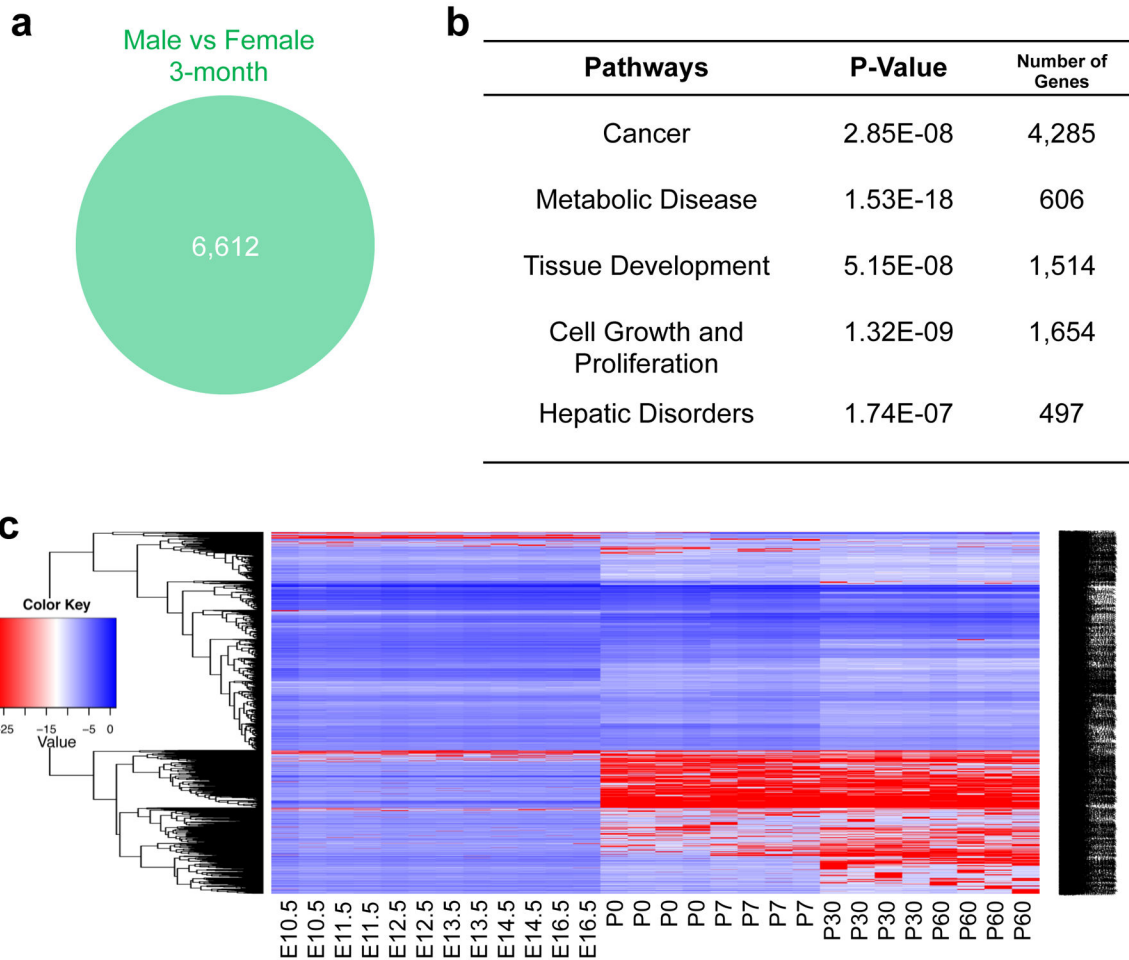 a
Male vs Female
3-month
6,612
b
Pathways P-Value Number of
Genes
Cancer 2.85E-08 4,285
Metabolic Disease 1.53E-18 606
Tissue Development 5.15E-08 1,514
Cell Growth and 1.32E-09 1,654
Proliferation
Hepatic Disorders 1.74E-07 497
c
Color Key
-25 -15 -5 0
Value
E10.5 E10.5 E11.5 E11.5 E12.5 E12.5 E13.5 E13.5 E14.5 E14.5 E16.5 E16.5 P0 P0 P0 P0 P7 P7 P7 P7 P30 P30 P30 P30 P60 P60 P60 P60